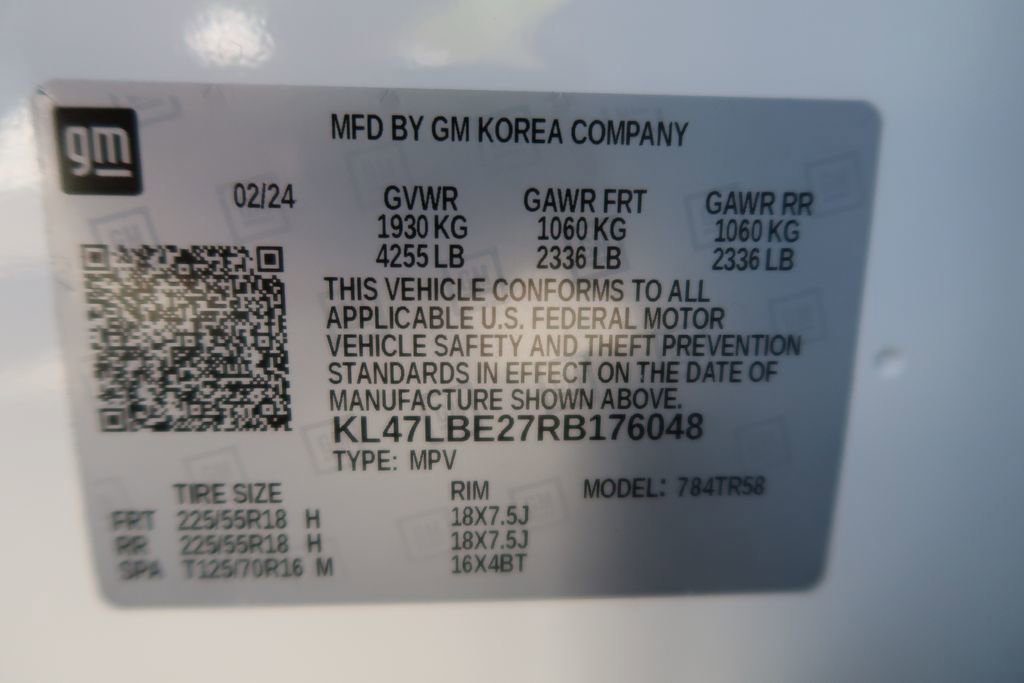 gm
MFD BY GM KOREA COMPANY
02/24 GVWR GAWR FRT GAWR RR
1930 KG 1060 KG 1060 KG
4255 LB 2336 LB 2336 LB
THIS VEHICLE CONFORMS TO ALL
APPLICABLE U.S. FEDERAL MOTOR
VEHICLE SAFETY AND THEFT PREVENTION
STANDARDS IN EFFECT ON THE DATE OF
MANUFACTURE SHOWN ABOVE.
KL47LBE27RB176048
TYPE: MPV
TIRE SIZE RIM MODEL: 784TR58
FRT 225/55R18 H 18X7.5J
RR 225/55R18 H 18X7.5J
SPA T125/70R16 M 16X4BT